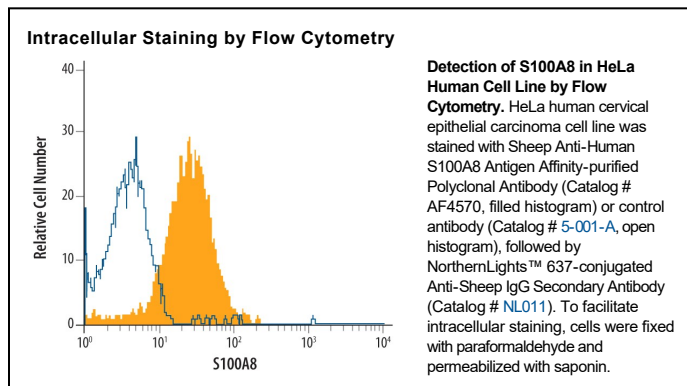 Intracellular Staining by Flow Cytometry
40
30
20
10
0
Relative Cell Number
10⁰ 10¹ 10² 10³ 10⁴
S100A8
Detection of S100A8 in HeLa
Human Cell Line by Flow
Cytometry. HeLa human cervical
epithelial carcinoma cell line was
stained with Sheep Anti-Human
S100A8 Antigen Affinity-purified
Polyclonal Antibody (Catalog #
AF4570, filled histogram) or control
antibody (Catalog # 5-001-A, open
histogram), followed by
NorthernLights™ 637-conjugated
Anti-Sheep IgG Secondary Antibody
(Catalog # NL011). To facilitate
intracellular staining, cells were fixed
with paraformaldehyde and
permeabilized with saponin.